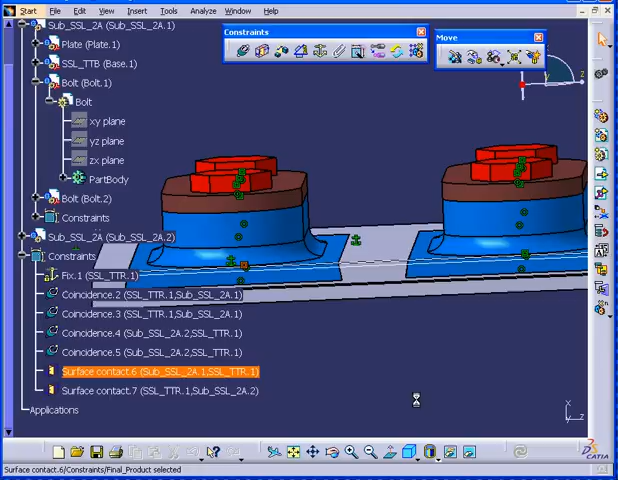 Start File Edit View Insert Tools Analyze Window Help
Sub_SSL_2A (Sub_SSL_2A.1)
Constraints
Move
Plate (Plate.1)
SSL_TTB (Base.1)
Bolt (Bolt.1)
Bolt
xy plane
yz plane
zx plane
PartBody
Bolt (Bolt.2)
Constraints
Sub_SSL_2A (Sub_SSL_2A.2)
Constraints
Fix.1 (SSL_TTR.1)
Coincidence.2 (SSL_TTR.1,Sub_SSL_2A.1)
Coincidence.3 (SSL_TTR.1,Sub_SSL_2A.1)
Coincidence.4 (Sub_SSL_2A.2,SSL_TTR.1)
Coincidence.5 (Sub_SSL_2A.2,SSL_TTR.1)
Surface contact.6 (Sub_SSL_2A.1,SSL_TTR.1)
Surface contact.7 (SSL_TTR.1,Sub_SSL_2A.2)
Applications
x
y z
CATIA
Surface contact.6/Constraints/Final_Product selected